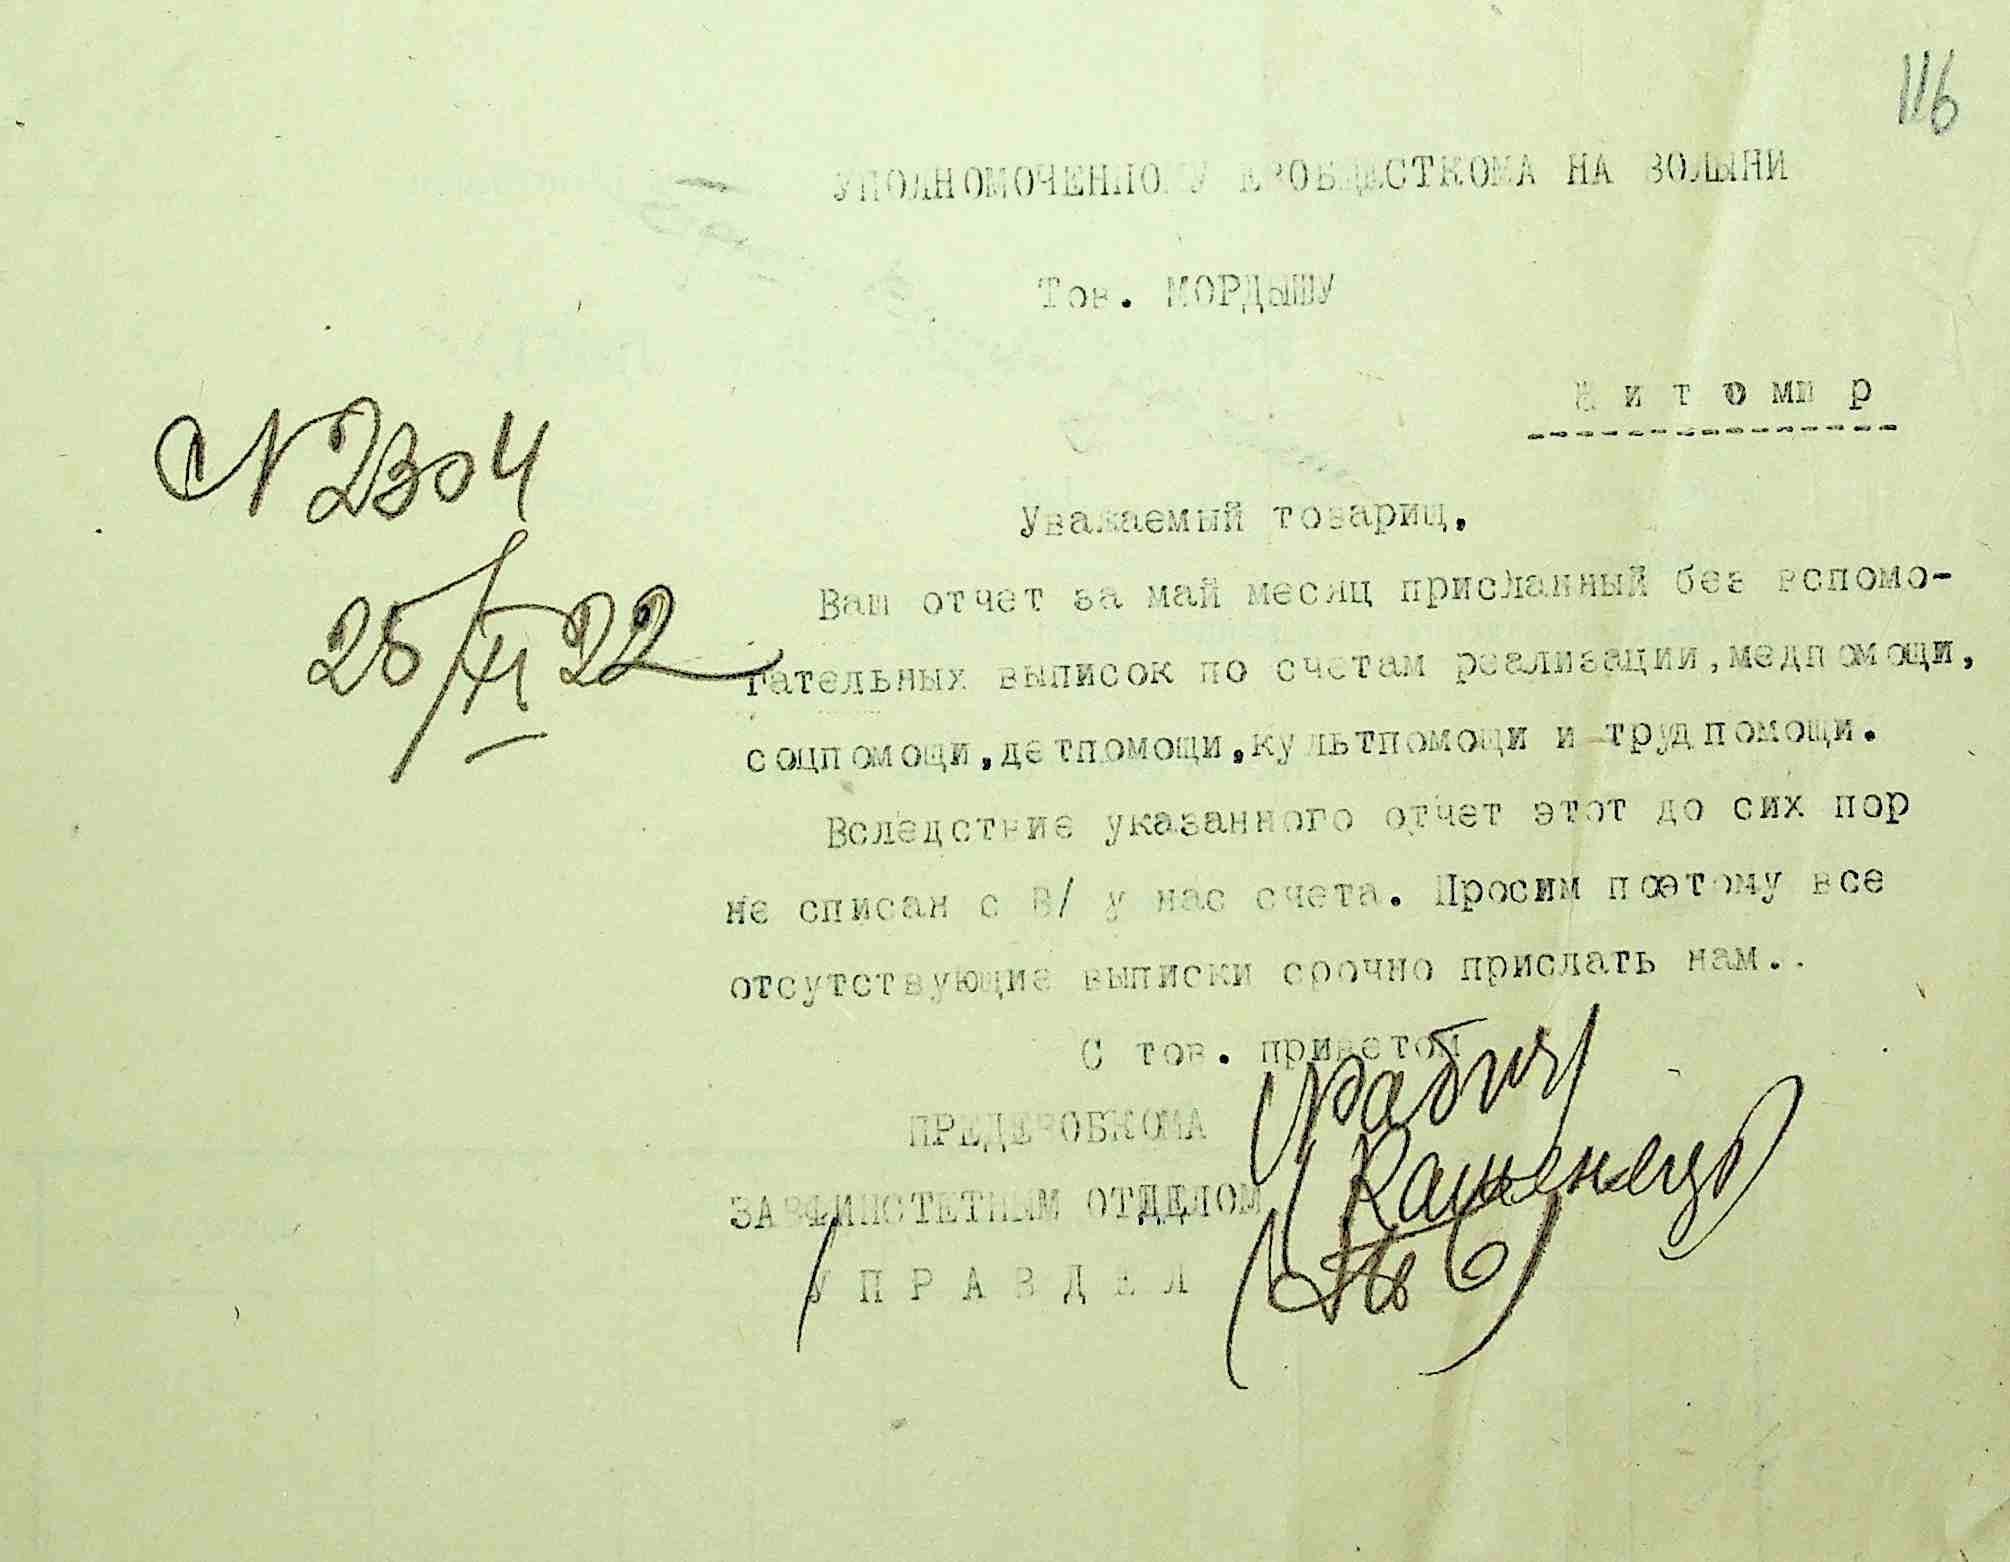 116
УПОЛНОМОЧЕННОМУ ЕВОБЩЕСТКОМА НА ВОЛЫНИ
Тов. МОРДЫШУ
Житомир
N 2304
25/XI 22
Уважаемый товарищ,
Ваш отчет за май месяц присланный без вспомо-
гательных выписок по счетам реализации, медпомощи,
соцпомощи, детпомощи, культпомощи и трудпомощи.
Вследствие указанного отчет этот до сих пор
не списан с В/ у нас счета. Просим поэтому все
отсутствующие выписки срочно прислать нам..
С тов. приветом
ПРЕДЕВОБКОМА
ЗАВФИНСТЕТНЫМ ОТДЕЛОМ
УПРАВДЕЛ